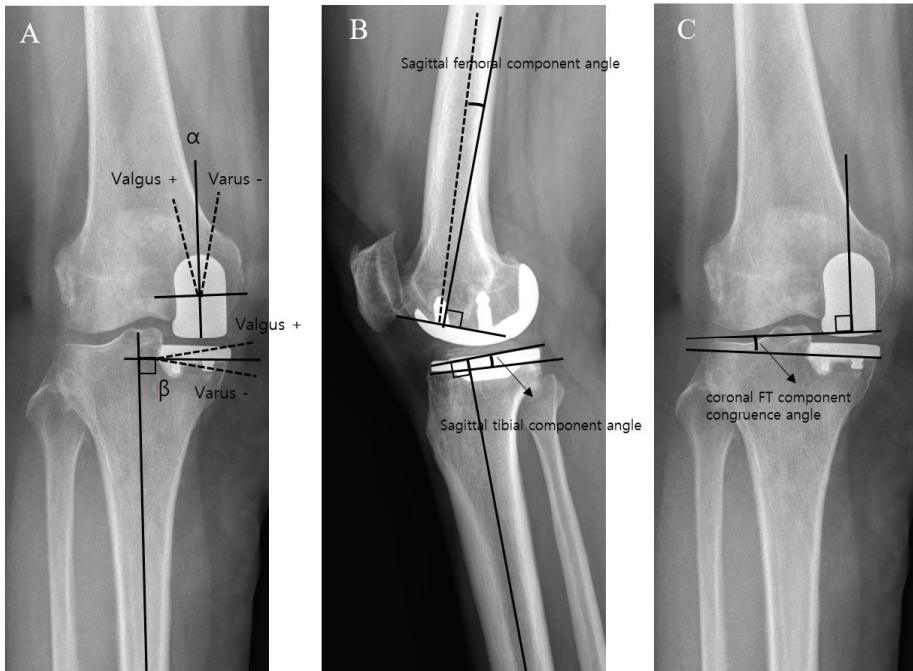 A
α
Valgus +
Varus -
Valgus +
β
Varus -
B
Sagittal femoral component angle
Sagittal tibial component angle
C
coronal FT component
congruence angle